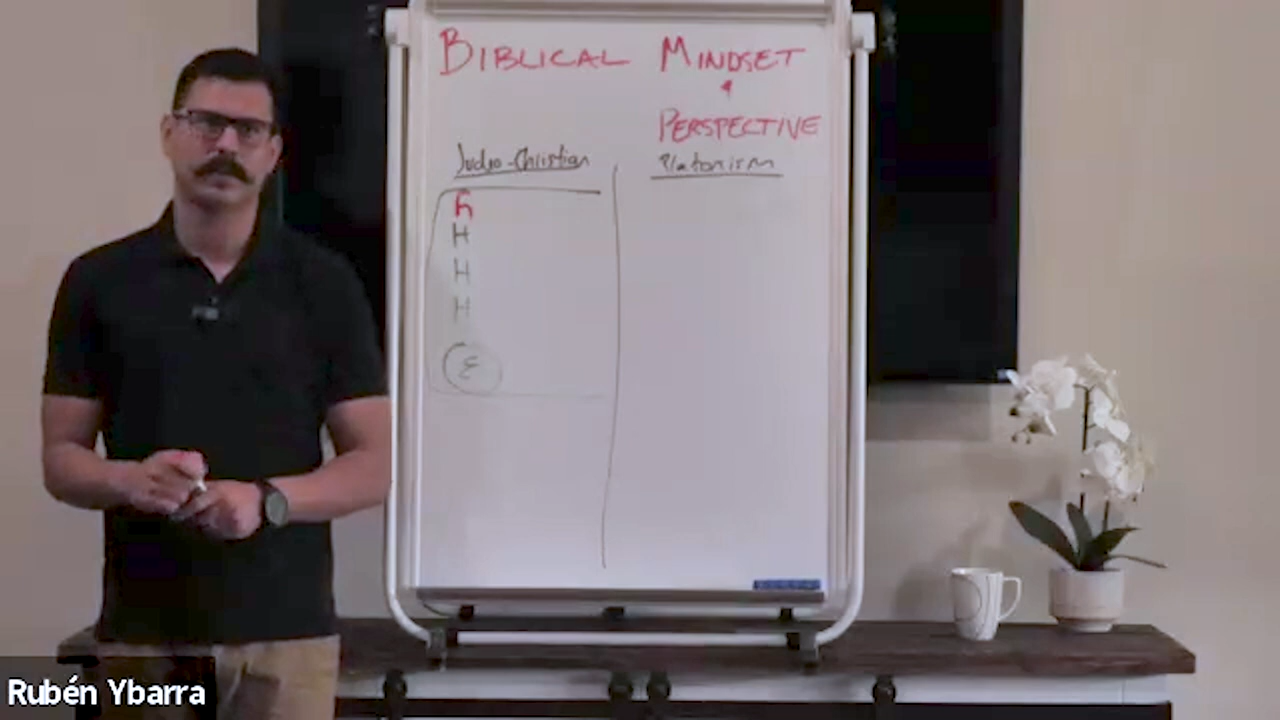 BIBLICAL MINDSET
&
PERSPECTIVE
Judeo-Christian
Platonism
h
H
H
H
E
Rubén Ybarra